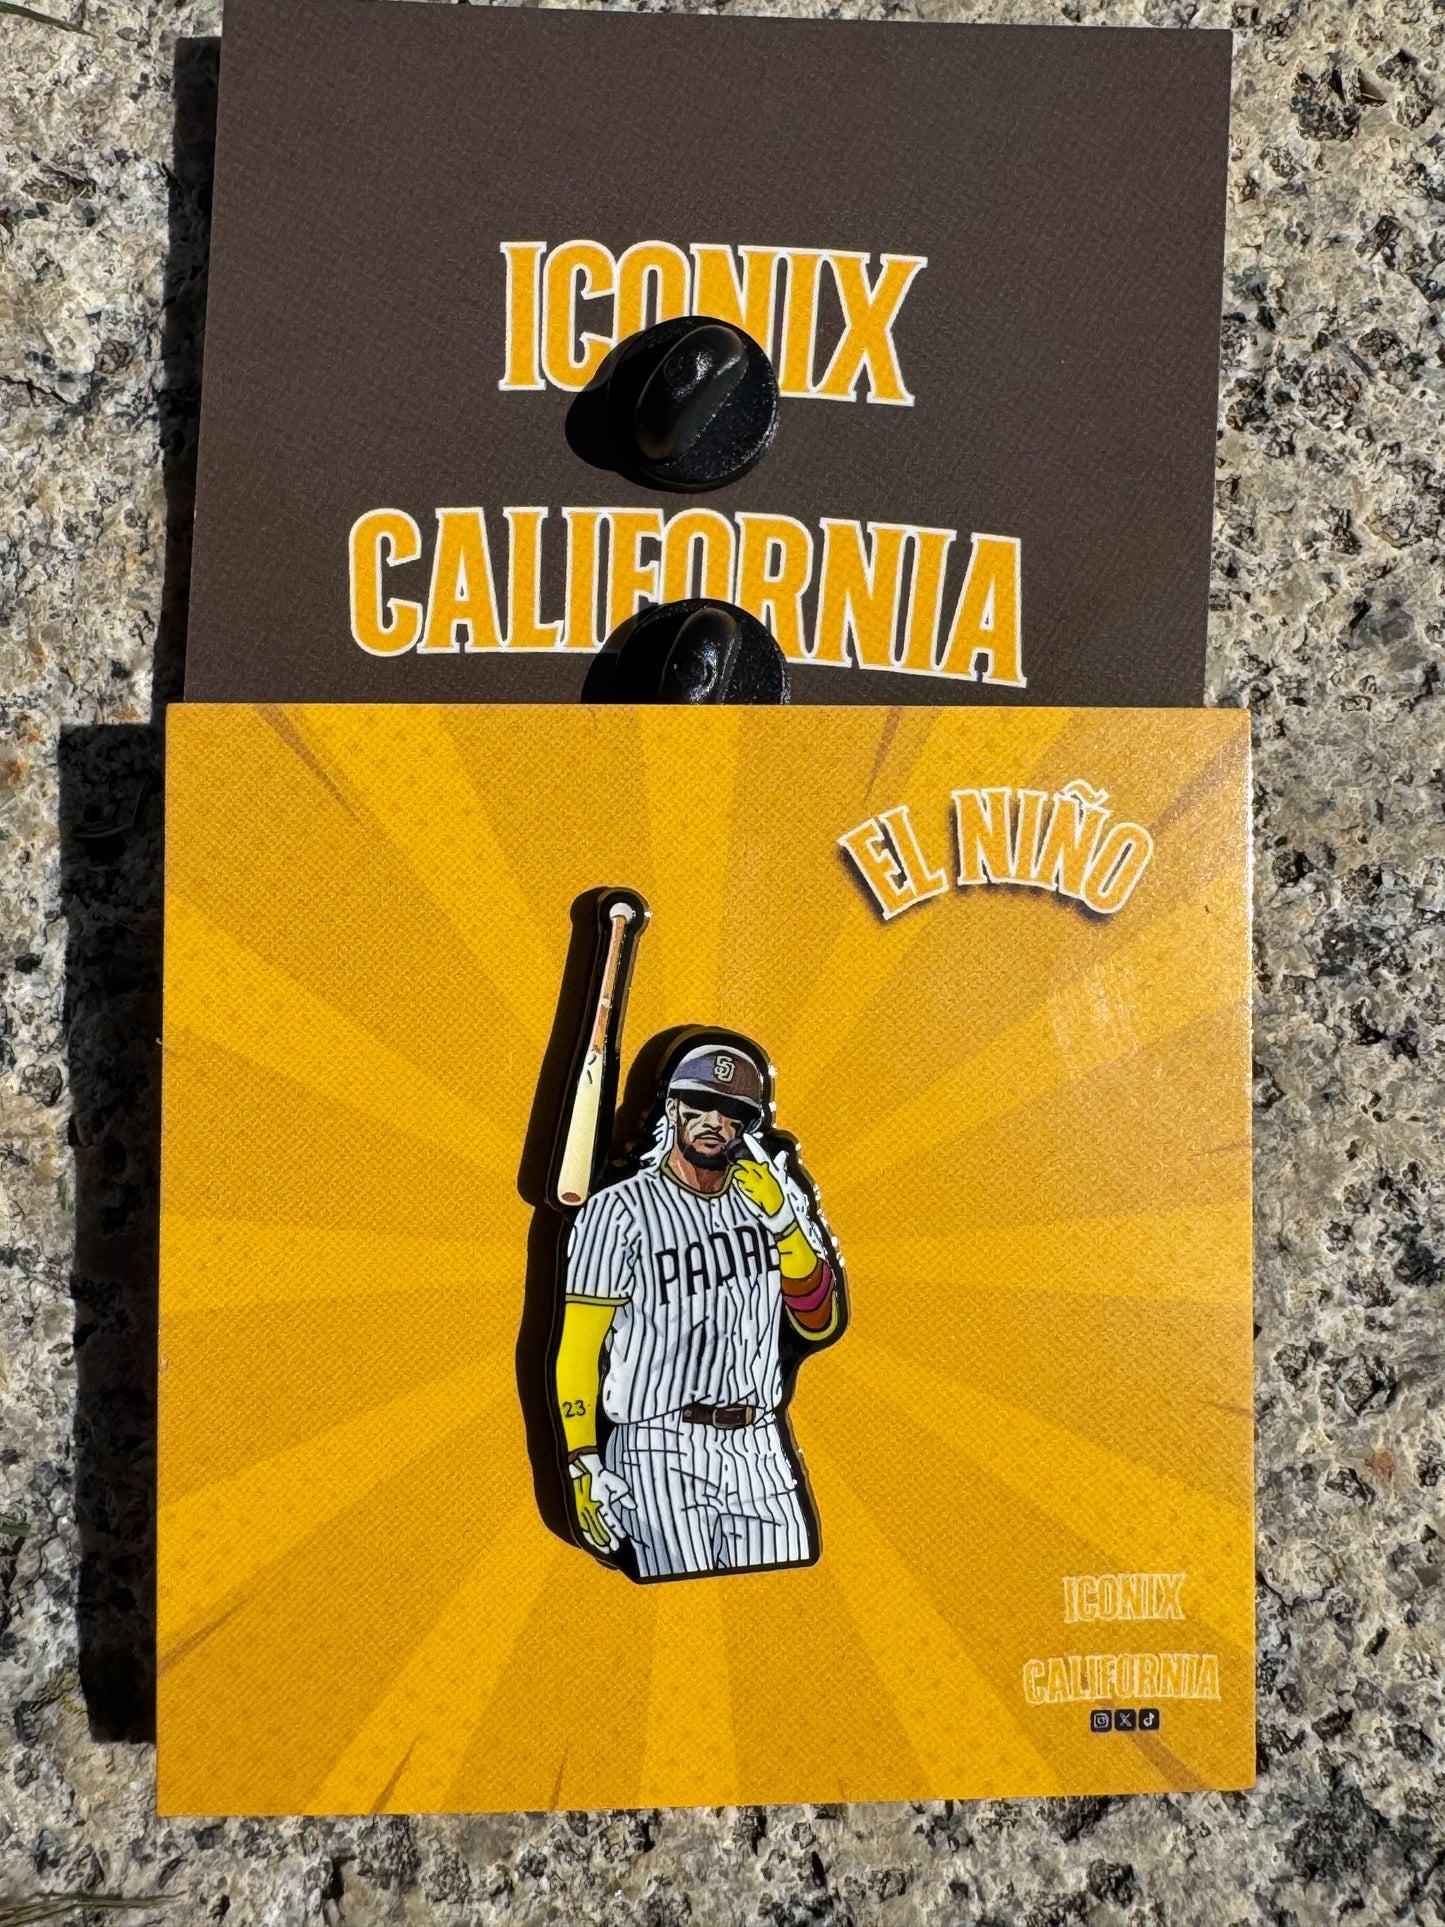 ICONIX
CALIFORNIA
EL NIÑO
SD
PADRE
23
ICONIX
CALIFORNIA